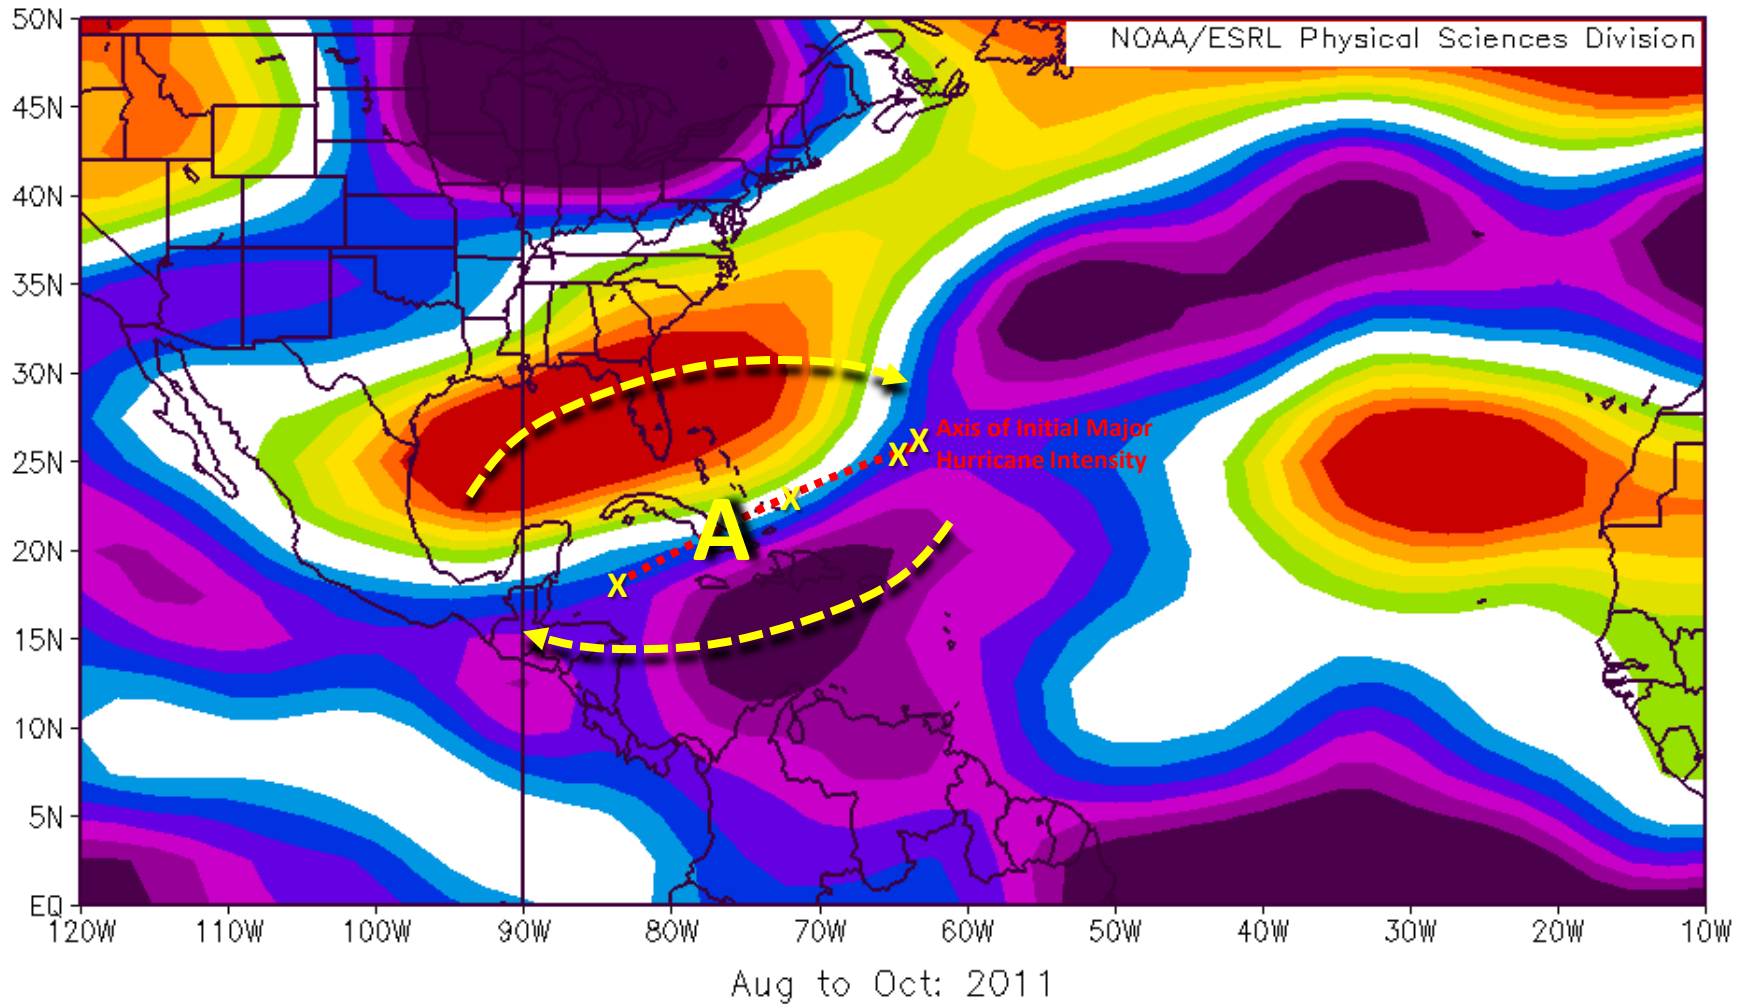 50N
NOAA/ESRL Physical Sciences Division
45N
40N
35N
30N
Axis of Initial Major
Hurricane Intensity
X
X
25N
X
A
20N
X
15N
10N
5N
EQ
120W 110W 100W 90W 80W 70W 60W 50W 40W 30W 20W 10W
Aug to Oct: 2011